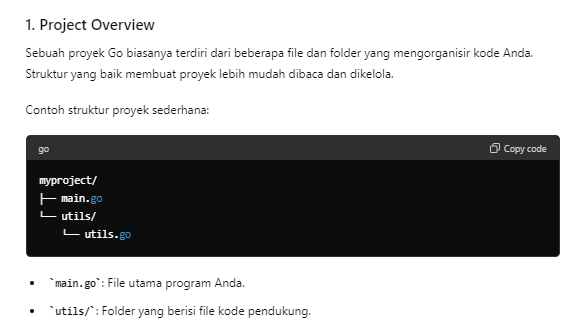 1. Project Overview
Sebuah proyek Go biasanya terdiri dari beberapa file dan folder yang mengorganisir kode Anda.
Struktur yang baik membuat proyek lebih mudah dibaca dan dikelola.
Contoh struktur proyek sederhana:
go Copy code
myproject/
├── main.go
└── utils/
    └── utils.go
• `main.go`: File utama program Anda.
• `utils/`: Folder yang berisi file kode pendukung.